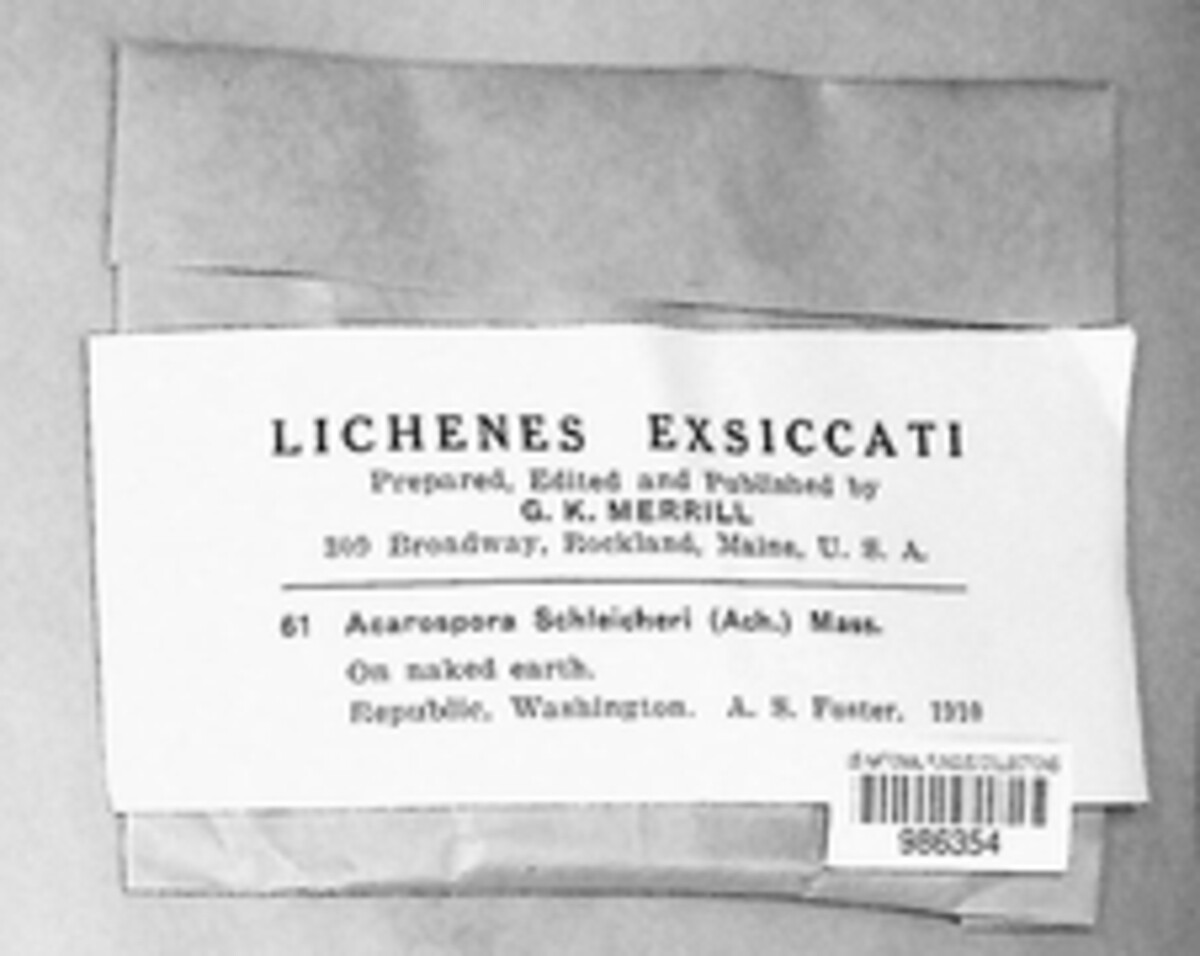 LICHENES EXSICCATI
Prepared, Edited and Published by
G. K. MERRILL
309 Broadway, Rockland, Maine, U. S. A.
61 Acarospora Schleicheri (Ach.) Mass.
On naked earth.
Republic, Washington. A. S. Foster, 1910
986354